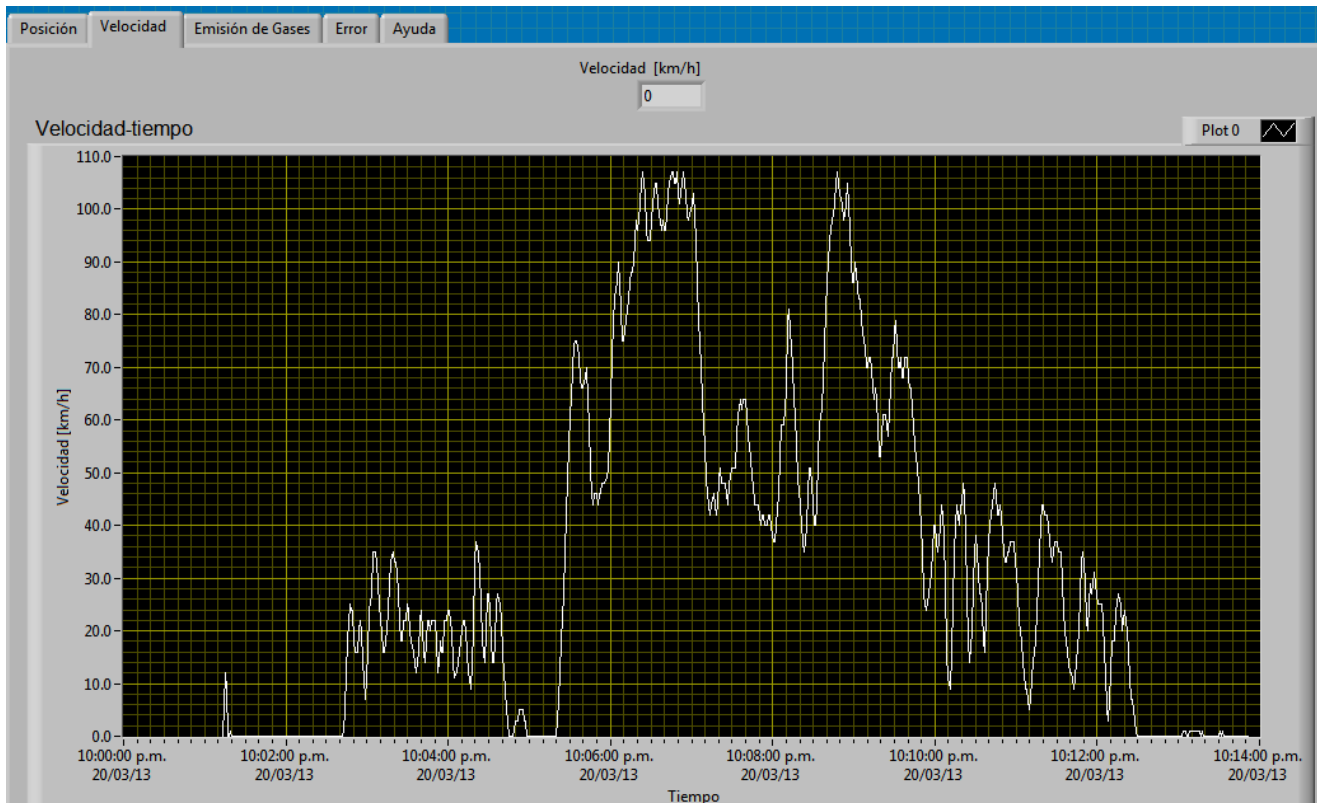 Posición Velocidad Emisión de Gases Error Ayuda
Velocidad [km/h]
0
Velocidad-tiempo
Plot 0
110.0
100.0
90.0
80.0
70.0
60.0
50.0
40.0
30.0
20.0
10.0
0.0
Velocidad [km/h]
10:00:00 p.m. 10:02:00 p.m. 10:04:00 p.m. 10:06:00 p.m. 10:08:00 p.m. 10:10:00 p.m. 10:12:00 p.m. 10:14:00 p.m.
20/03/13 20/03/13 20/03/13 20/03/13 20/03/13 20/03/13 20/03/13 20/03/13
Tiempo